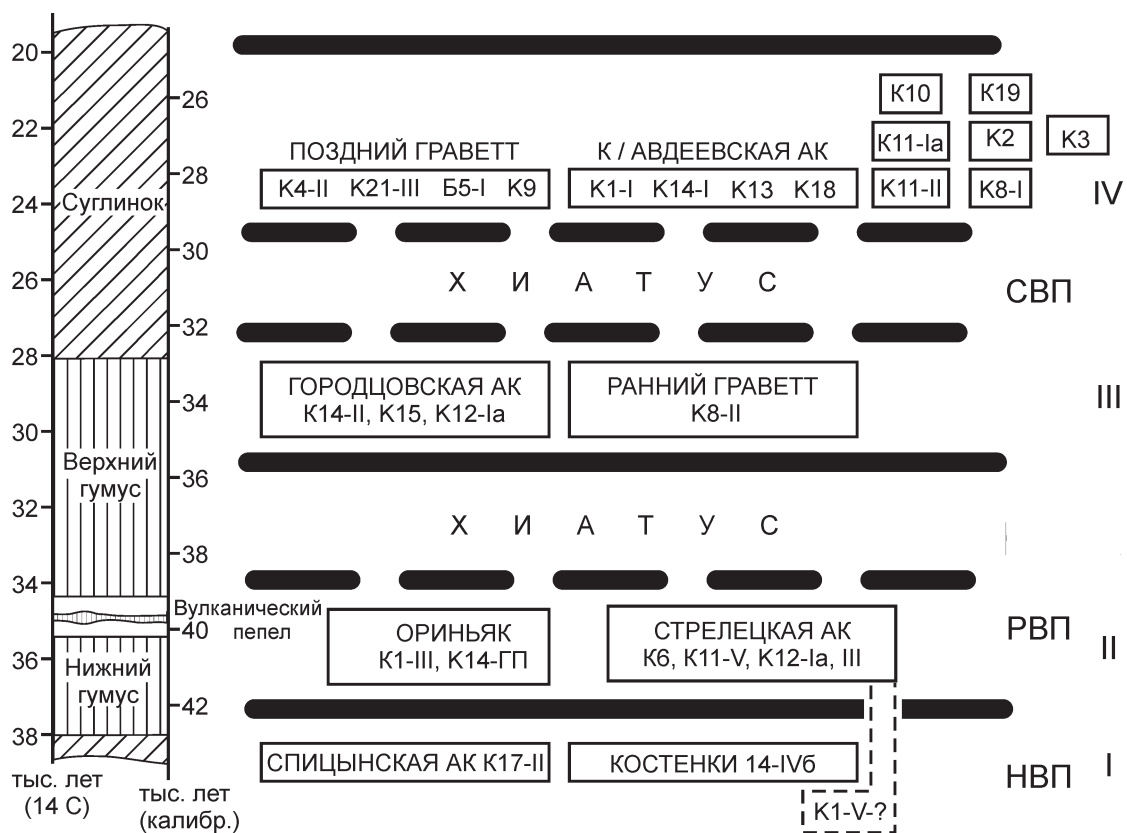 20
22
24
26
28
30
32
34
36
38
тыс. лет
(14 С)
26
28
30
32
34
36
38
40
42
тыс. лет
(калибр.)
Суглинок
Верхний
гумус
Вулканический
пепел
Нижний
гумус
К10
К19
К11-Iа
К2
К3
К11-II
К8-I
IV
ПОЗДНИЙ ГРАВЕТТ
К4-II К21-III Б5-I К9
К / АВДЕЕВСКАЯ АК
К1-I К14-I К13 К18
Х И А Т У С
СВП
ГОРОДЦОВСКАЯ АК
К14-II, К15, К12-Iа
РАННИЙ ГРАВЕТТ
К8-II
III
Х И А Т У С
ОРИНЬЯК
К1-III, К14-ГП
СТРЕЛЕЦКАЯ АК
К6, К11-V, К12-Iа, III
РВП
II
СПИЦЫНСКАЯ АК К17-II
КОСТЕНКИ 14-IVб
К1-V-?
НВП
I